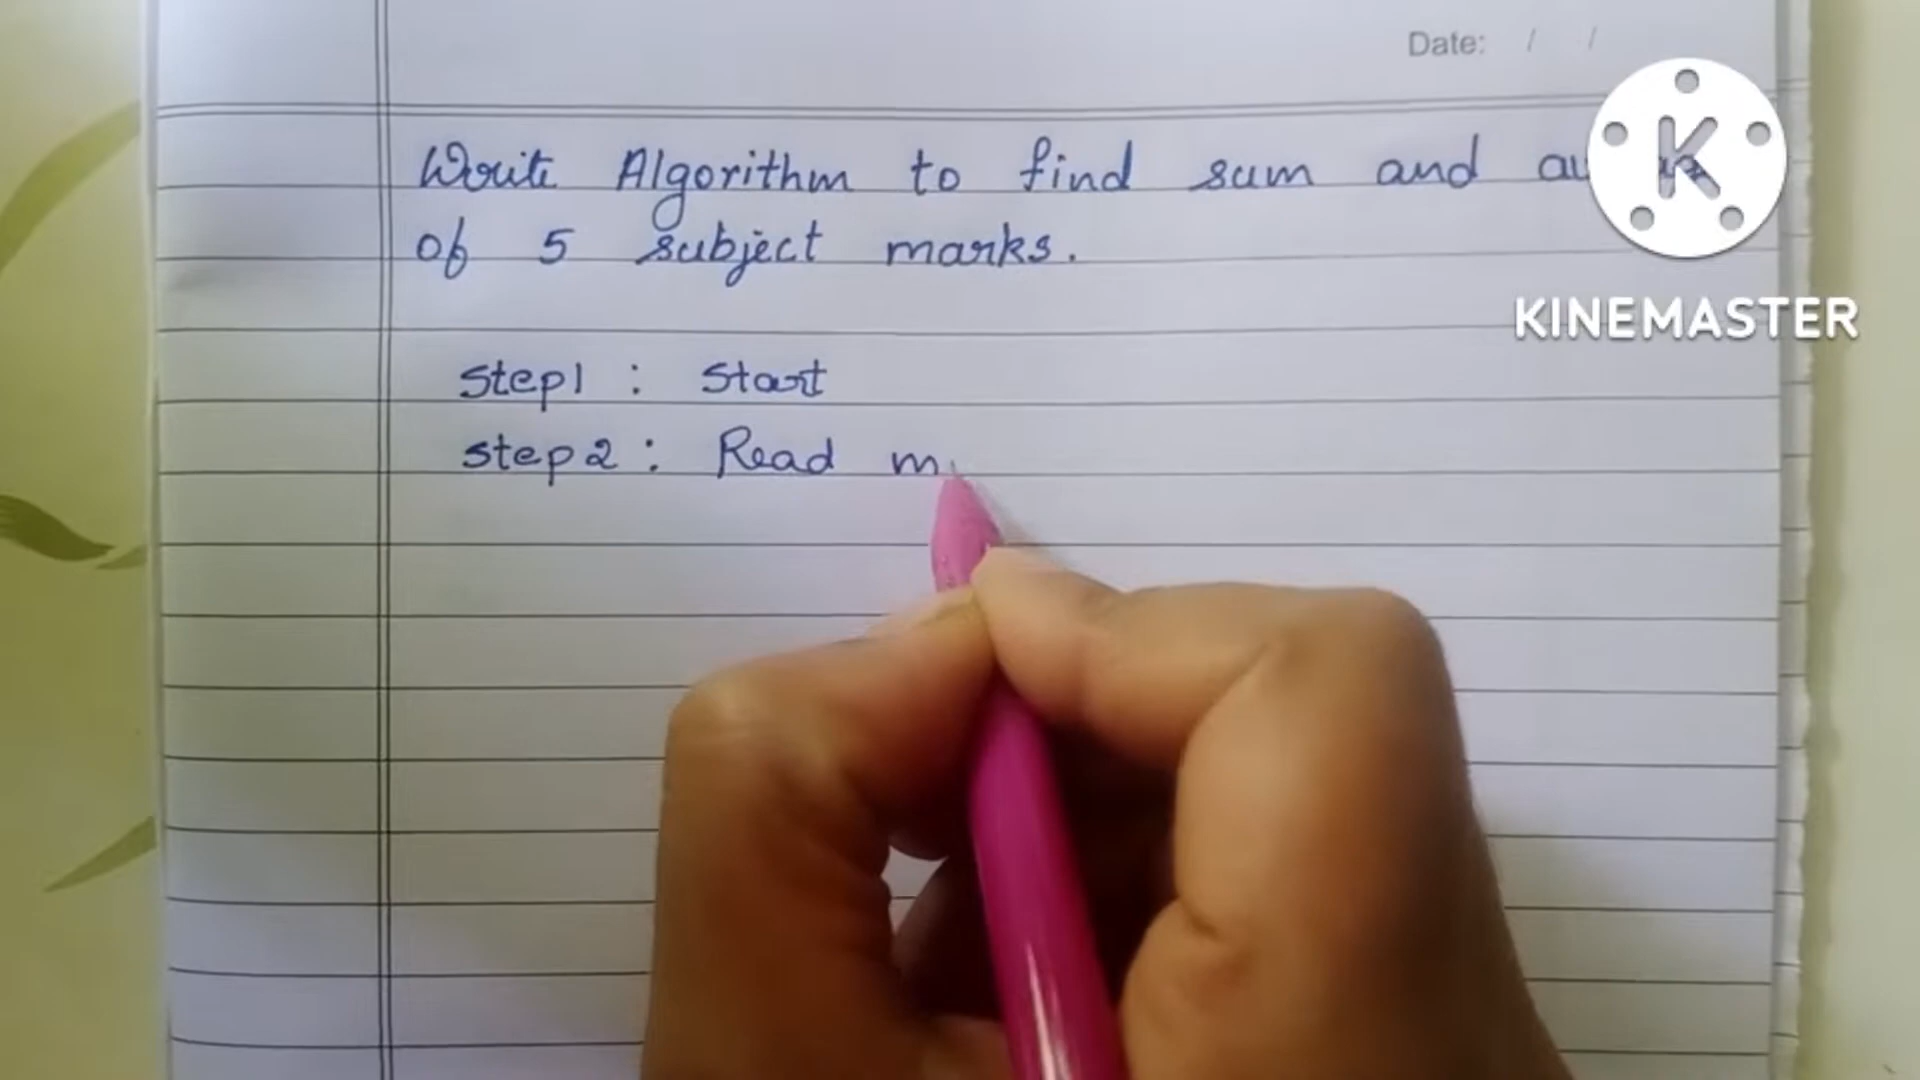 Date: / /
Write Algorithm to find sum and
of 5 subject marks.
KINEMASTER
step1 : Start
step2 : Read m